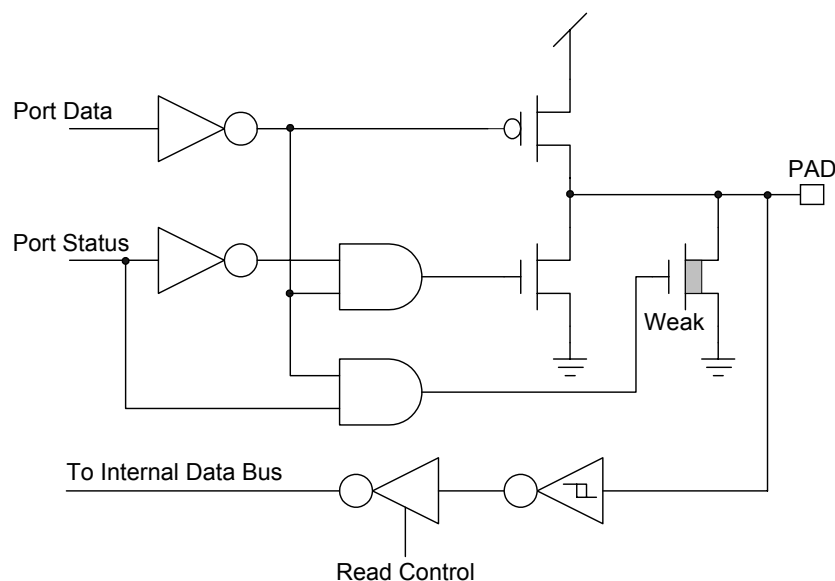 Port Data
PAD
Port Status
Weak
To Internal Data Bus
Read Control